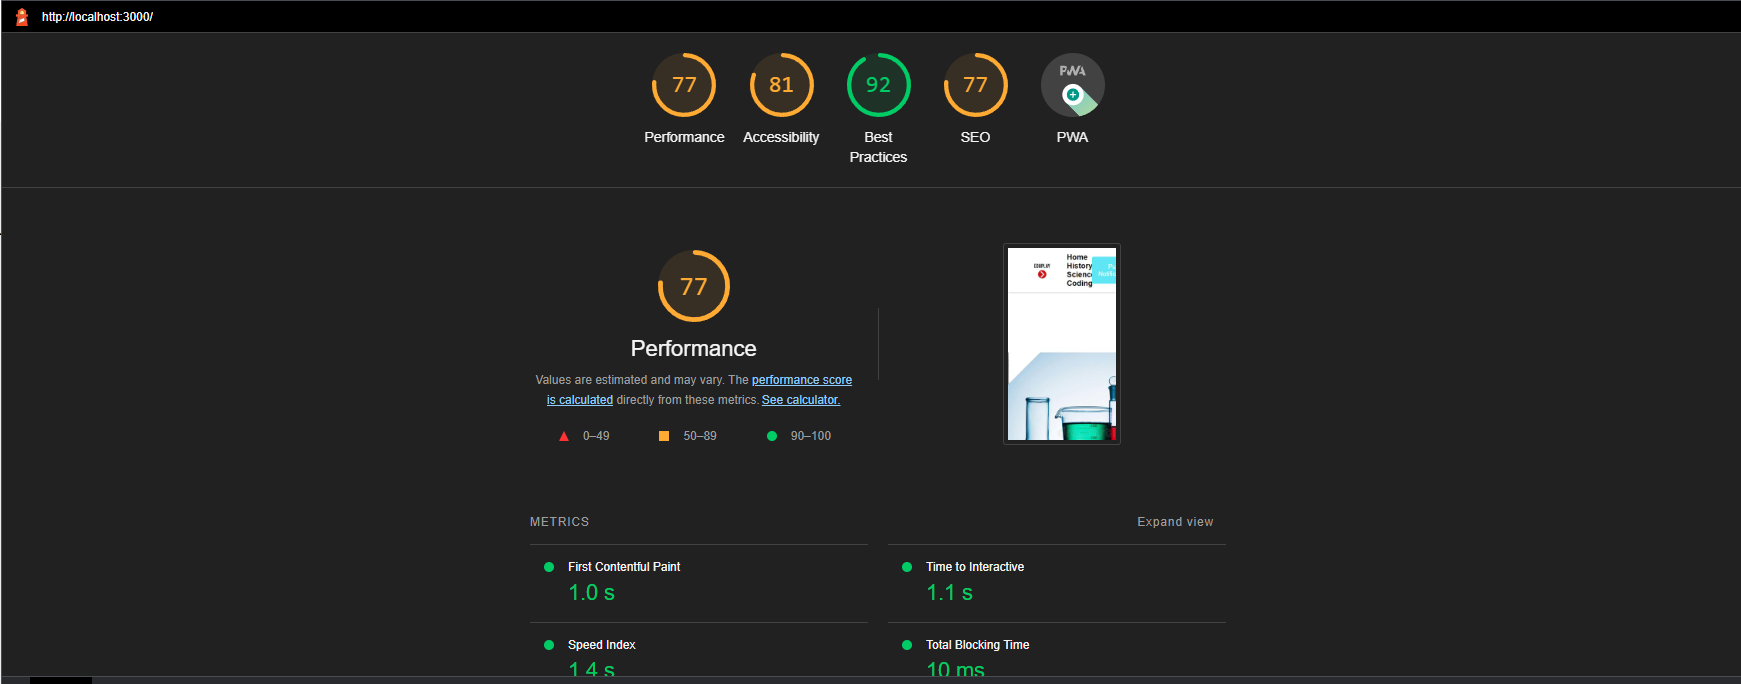 http://localhost:3000/
77
81
92
77
PWA
Performance
Accessibility
Best
Practices
SEO
PWA
77
Performance
Values are estimated and may vary. The performance score
is calculated directly from these metrics. See calculator.
0–49
50–89
90–100
Home
History
Coding
METRICS
Expand view
First Contentful Paint
1.0 s
Time to Interactive
1.1 s
Speed Index
1.4 s
Total Blocking Time
10 ms